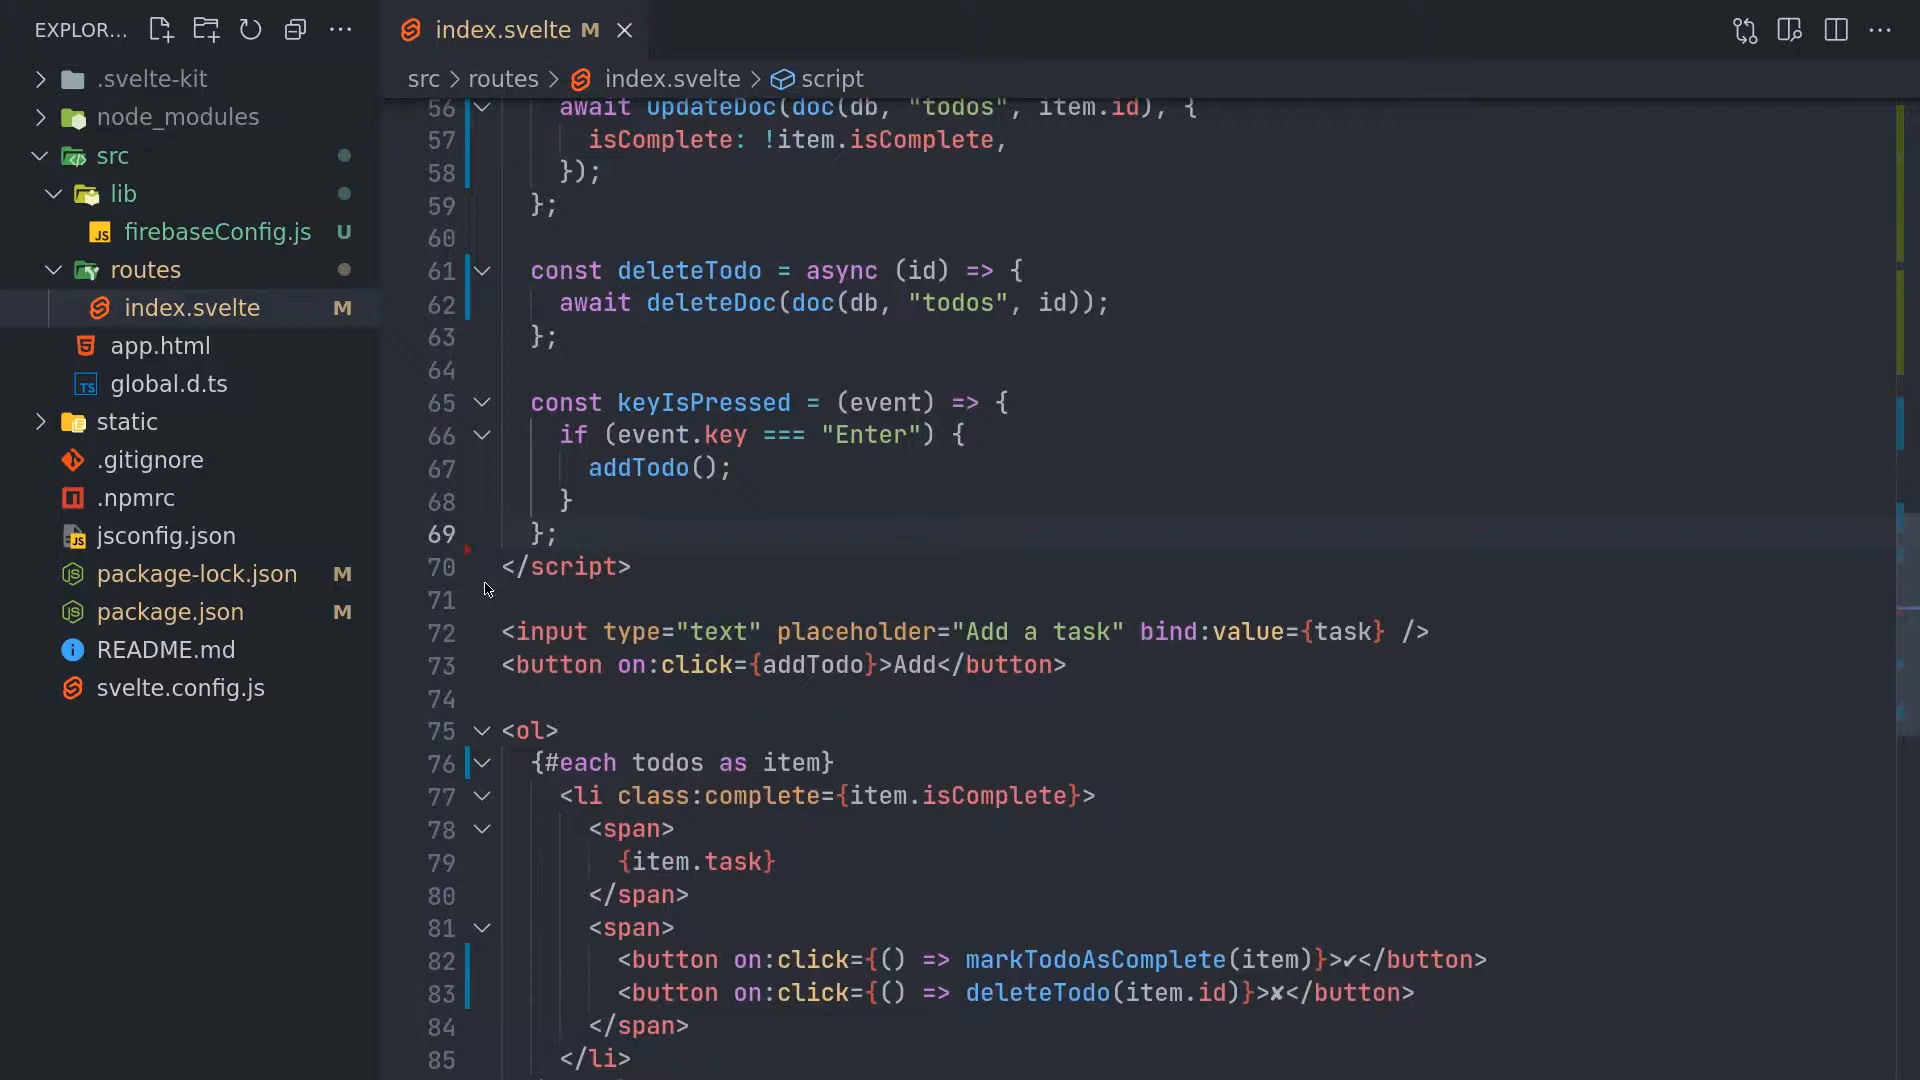 EXPLOR...
.svelte-kit
node_modules
src
lib
firebaseConfig.js U
routes
index.svelte M
app.html
global.d.ts
static
.gitignore
.npmrc
jsconfig.json
package-lock.json M
package.json M
README.md
svelte.config.js
index.svelte M
src > routes > index.svelte > script
56 await updateDoc(doc(db, "todos", item.id), {
57 isComplete: !item.isComplete,
58 });
59 };
60
61 const deleteTodo = async (id) => {
62 await deleteDoc(doc(db, "todos", id));
63 };
64
65 const keyIsPressed = (event) => {
66 if (event.key === "Enter") {
67 addTodo();
68 }
69 };
70 </script>
71
72 <input type="text" placeholder="Add a task" bind:value={task} />
73 <button on:click={addTodo}>Add</button>
74
75 <ol>
76 {#each todos as item}
77 <li class:complete={item.isComplete}>
78 <span>
79 {item.task}
80 </span>
81 <span>
82 <button on:click={() => markTodoAsComplete(item)}>✔</button>
83 <button on:click={() => deleteTodo(item.id)}>✘</button>
84 </span>
85 </li>